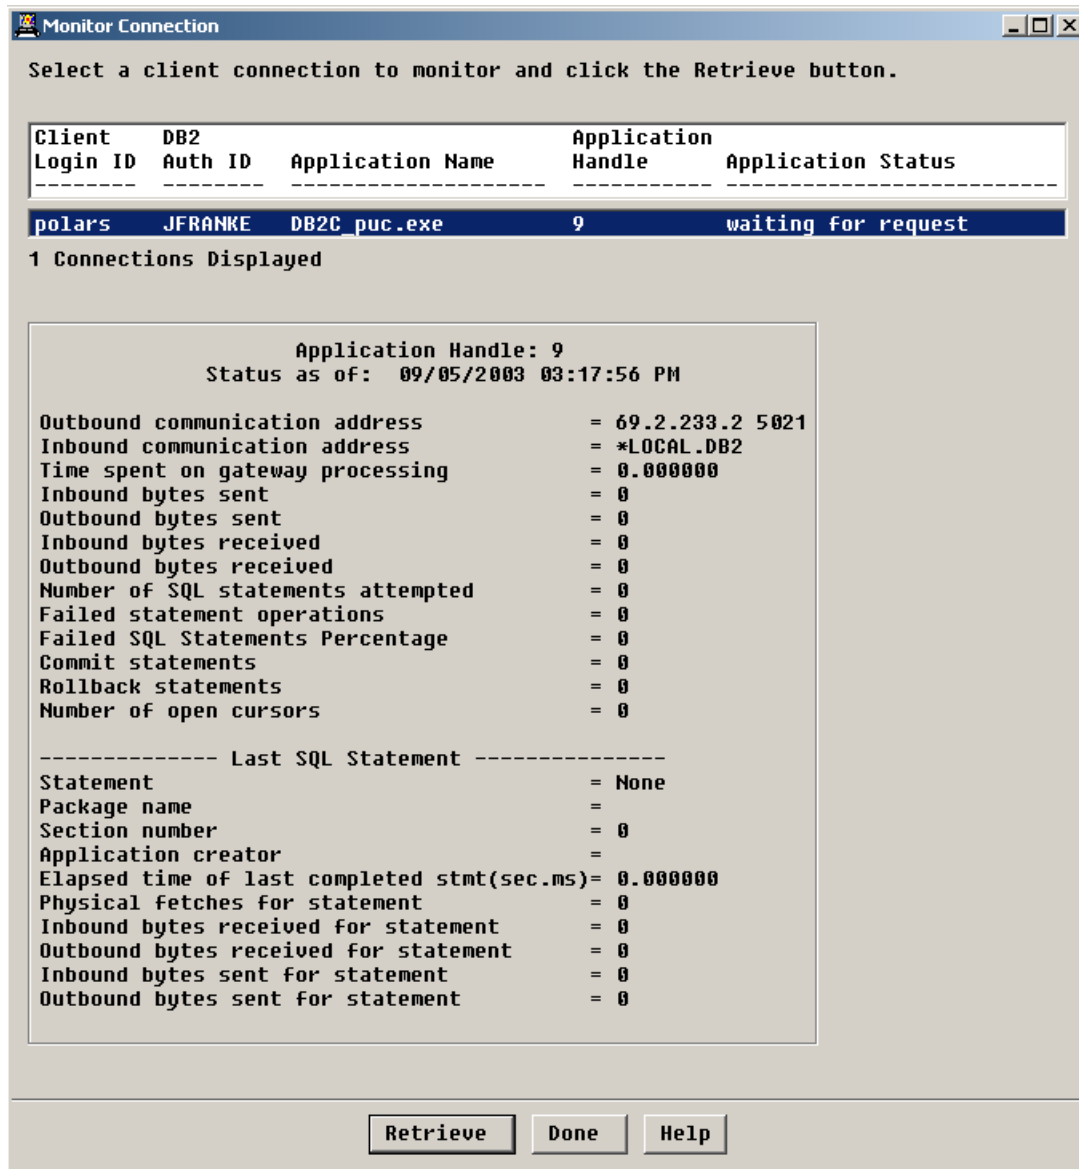 Monitor Connection
Select a client connection to monitor and click the Retrieve button.
Client DB2 Application
Login ID Auth ID Application Name Handle Application Status
-------- -------- -------------------- ----------- --------------------------
polars JFRANKE DB2C_puc.exe 9 waiting for request
1 Connections Displayed
Application Handle: 9
Status as of: 09/05/2003 03:17:56 PM
Outbound communication address = 69.2.233.2 5021
Inbound communication address = *LOCAL.DB2
Time spent on gateway processing = 0.000000
Inbound bytes sent = 0
Outbound bytes sent = 0
Inbound bytes received = 0
Outbound bytes received = 0
Number of SQL statements attempted = 0
Failed statement operations = 0
Failed SQL Statements Percentage = 0
Commit statements = 0
Rollback statements = 0
Number of open cursors = 0
-------------- Last SQL Statement ---------------
Statement = None
Package name =
Section number = 0
Application creator =
Elapsed time of last completed stmt(sec.ms)= 0.000000
Physical fetches for statement = 0
Inbound bytes received for statement = 0
Outbound bytes received for statement = 0
Inbound bytes sent for statement = 0
Outbound bytes sent for statement = 0
Retrieve Done Help